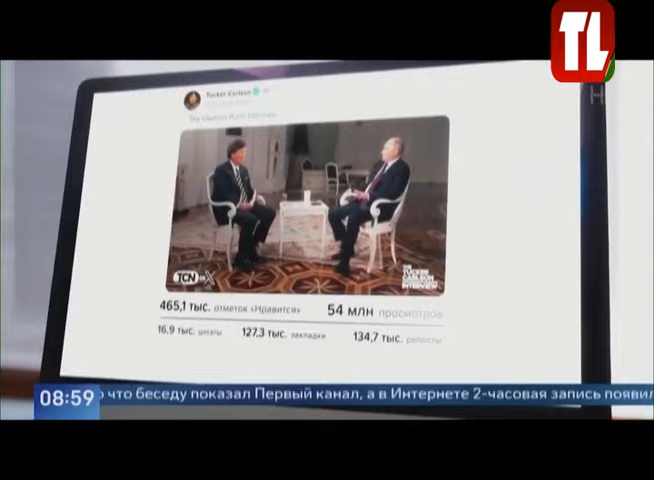 TL
Н
Tucker Carlson
The Vladimir Putin Interview
TCN on X
THE
TUCKER
CARLSON
INTERVIEW
465,1 тыс. отметок «Нравится» 54 млн просмотров
16,9 тыс. цитаты 127,3 тыс. закладки 134,7 тыс. репосты
08:59 о что беседу показал Первый канал, а в Интернете 2-часовая запись появил